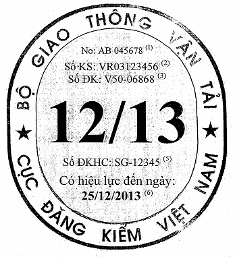 BỘ GIAO THÔNG VẬN TẢI
No: AB 045678 (1)
Số KS: VR03123456 (2)
Số ĐK: V50-06868 (3)
12/13
Số ĐKHC: SG-12345 (5)
Có hiệu lực đến ngày:
25/12/2013 (6)
CỤC ĐĂNG KIỂM VIỆT NAM